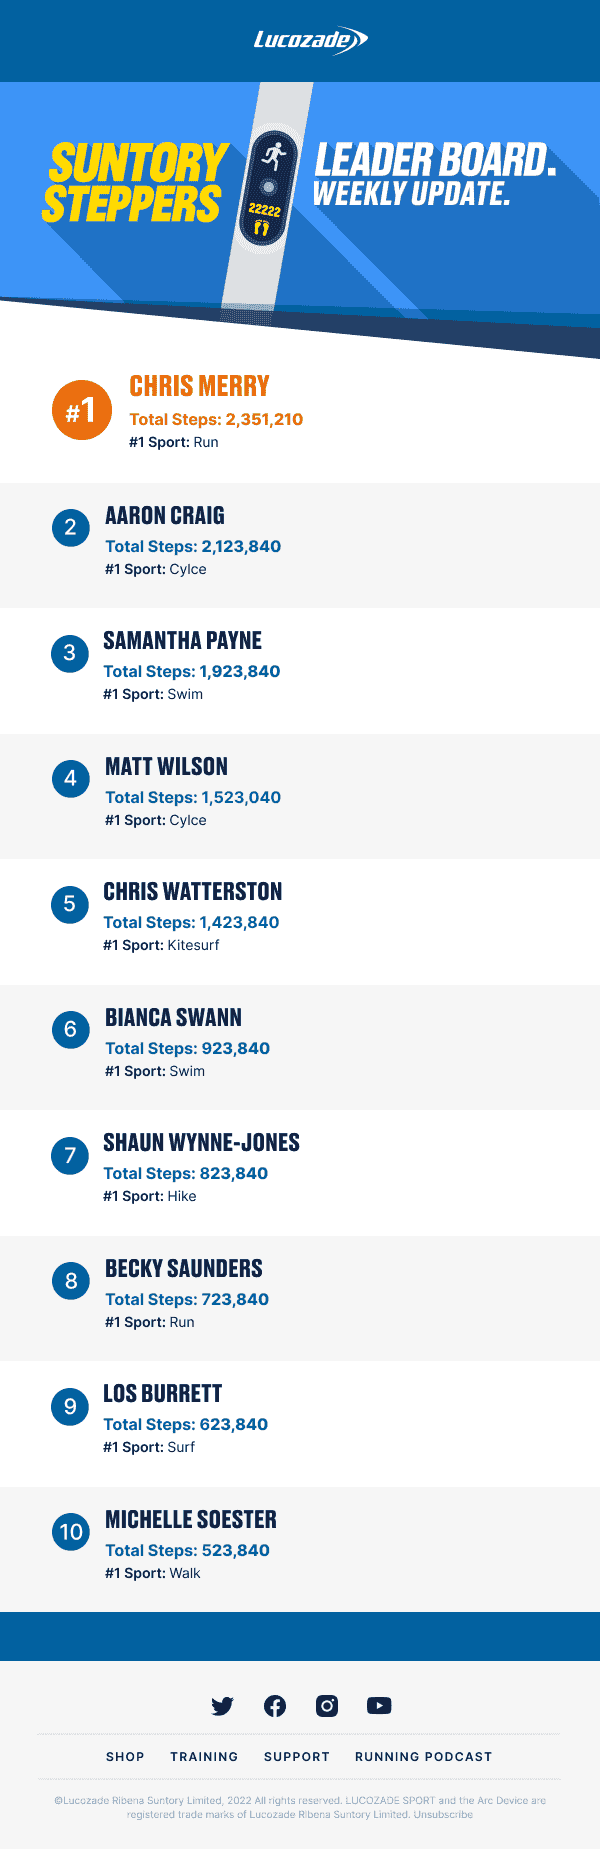 Lucozade
SUNTORY
STEPPERS
22222
LEADER BOARD.
WEEKLY UPDATE.
#1
CHRIS MERRY
Total Steps: 2,351,210
#1 Sport: Run
2
AARON CRAIG
Total Steps: 2,123,840
#1 Sport: Cylce
3
SAMANTHA PAYNE
Total Steps: 1,923,840
#1 Sport: Swim
4
MATT WILSON
Total Steps: 1,523,040
#1 Sport: Cylce
5
CHRIS WATTERSTON
Total Steps: 1,423,840
#1 Sport: Kitesurf
6
BIANCA SWANN
Total Steps: 923,840
#1 Sport: Swim
7
SHAUN WYNNE-JONES
Total Steps: 823,840
#1 Sport: Hike
8
BECKY SAUNDERS
Total Steps: 723,840
#1 Sport: Run
9
LOS BURRETT
Total Steps: 623,840
#1 Sport: Surf
10
MICHELLE SOESTER
Total Steps: 523,840
#1 Sport: Walk
SHOP TRAINING SUPPORT RUNNING PODCAST
©Lucozade Ribena Suntory Limited, 2022 All rights reserved. LUCOZADE SPORT and the Arc Device are
registered trade marks of Lucozade Ribena Suntory Limited. Unsubscribe